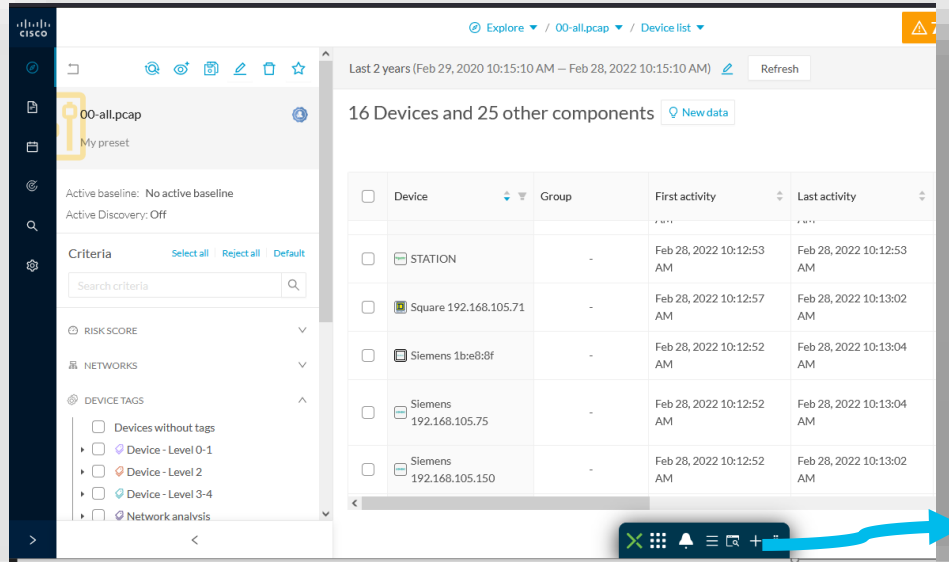 CISCO
Explore / 00-all.pcap / Device list
Last 2 years (Feb 29, 2020 10:15:10 AM — Feb 28, 2022 10:15:10 AM) Refresh
00-all.pcap
My preset
16 Devices and 25 other components New data
Active baseline: No active baseline
Active Discovery: Off
Criteria Select all Reject all Default
Search criteria
RISK SCORE
NETWORKS
DEVICE TAGS
Devices without tags
Device - Level 0-1
Device - Level 2
Device - Level 3-4
Network analysis
Device Group First activity Last activity
STATION - Feb 28, 2022 10:12:53 AM Feb 28, 2022 10:12:53 AM
Square 192.168.105.71 - Feb 28, 2022 10:12:57 AM Feb 28, 2022 10:13:02 AM
Siemens 1b:e8:8f - Feb 28, 2022 10:12:52 AM Feb 28, 2022 10:13:04 AM
Siemens 192.168.105.75 - Feb 28, 2022 10:12:52 AM Feb 28, 2022 10:13:04 AM
Siemens 192.168.105.150 - Feb 28, 2022 10:12:52 AM Feb 28, 2022 10:13:02 AM